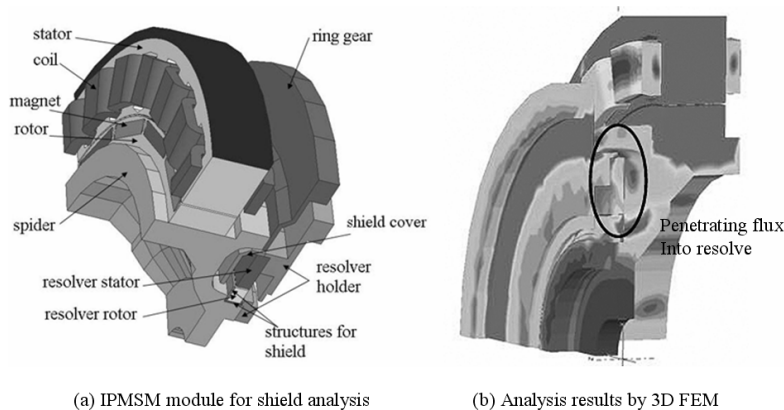 stator
coil
magnet
rotor
spider
ring gear
shield cover
resolver stator
resolver
holder
resolver rotor
structures for
shield
Penetrating flux
Into resolve
(a) IPMSM module for shield analysis
(b) Analysis results by 3D FEM